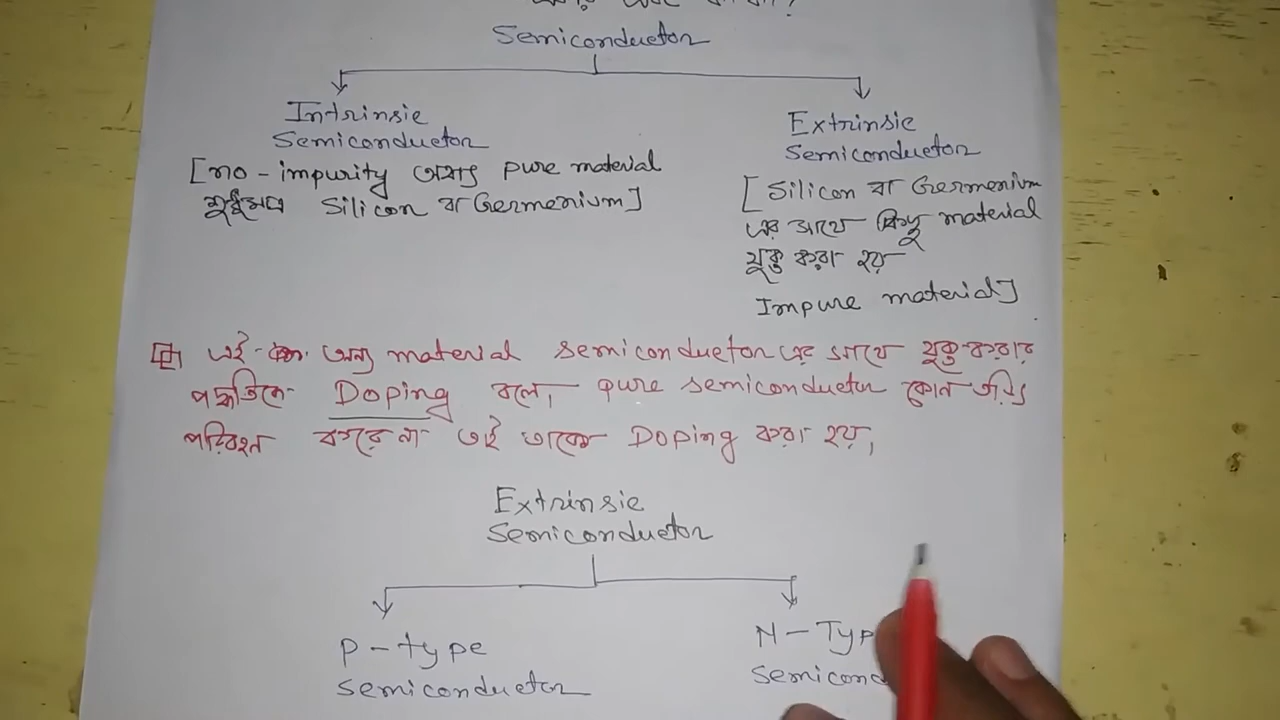 Semiconductor
Intrinsic
Semiconductor
[no-impurity অথাৎ pure material
শুধুমাত্র Silicon বা Germenium]
Extrinsic
Semiconductor
[Silicon বা Germenium
এর সাথে কিছু material
যুক্ত করা হয়
Impure material]
এই অন্য material semiconductor এর সাথে যুক্ত করার
পদ্ধতিকে Doping বলে, pure semiconductor কোন তড়িৎ
পরিবহন করে না তাই তাকে Doping করা হয়,
Extrinsic
Semiconductor
P-type
semiconductor
N-Typ
semicond